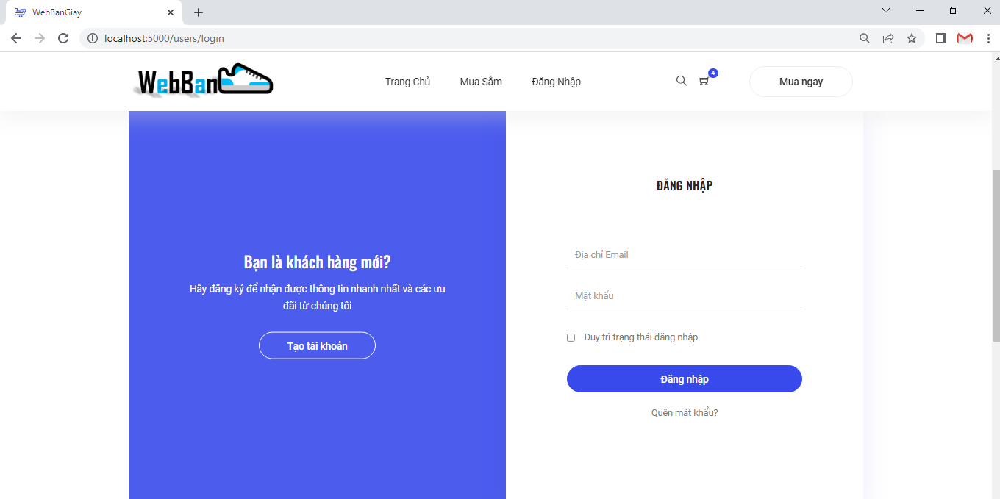 WebBanGiay
localhost:5000/users/login
WebBan
Trang Chủ
Mua Sắm
Đăng Nhập
4
Mua ngay
ĐĂNG NHẬP
Bạn là khách hàng mới?
Hãy đăng ký để nhận được thông tin nhanh nhất và các ưu
đãi từ chúng tôi
Tạo tài khoản
Địa chỉ Email
Mật khẩu
Duy trì trạng thái đăng nhập
Đăng nhập
Quên mật khẩu?